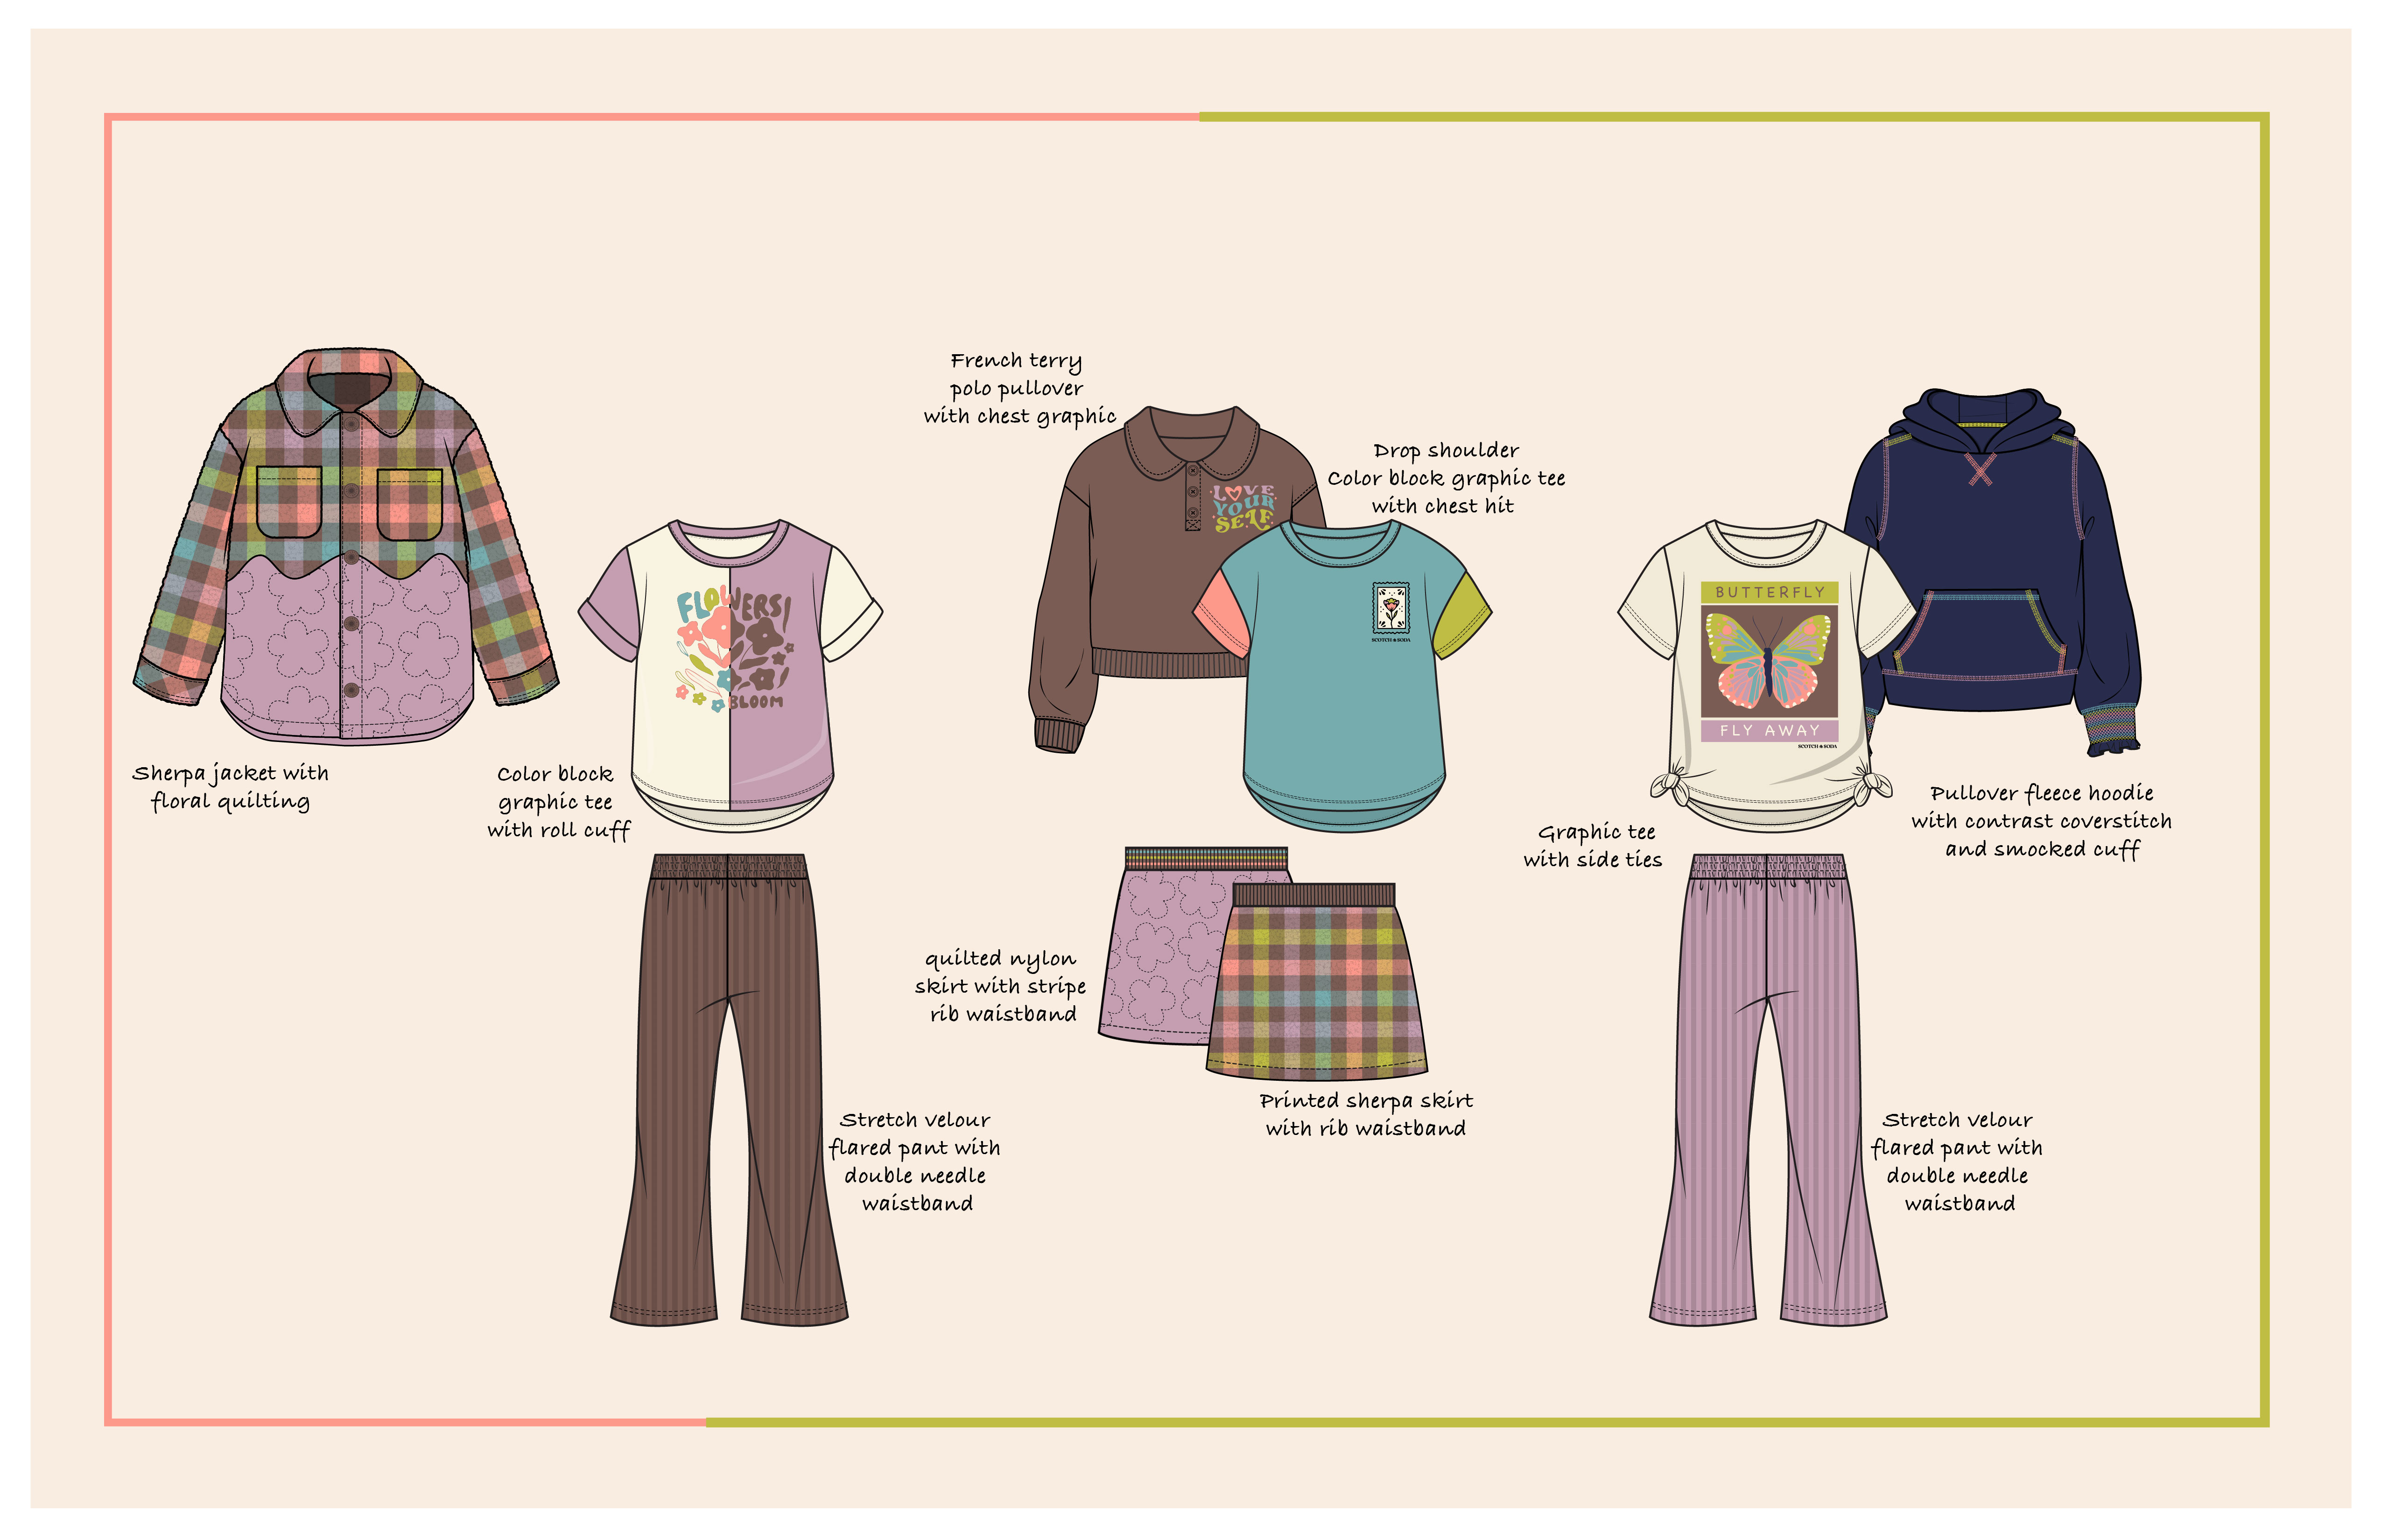 Sherpa jacket with
floral quilting
Color block
graphic tee
with roll cuff
FLOWERS!
BLOOM
Stretch velour
flared pant with
double needle
waistband
French terry
polo pullover
with chest graphic
LOVE
YOUR
SELF
Drop shoulder
Color block graphic tee
with chest hit
SCOTCH & SODA
quilted nylon
skirt with stripe
rib waistband
Printed sherpa skirt
with rib waistband
BUTTERFLY
FLY AWAY
SCOTCH & SODA
Graphic tee
with side ties
Pullover fleece hoodie
with contrast coverstitch
and smocked cuff
Stretch velour
flared pant with
double needle
waistband